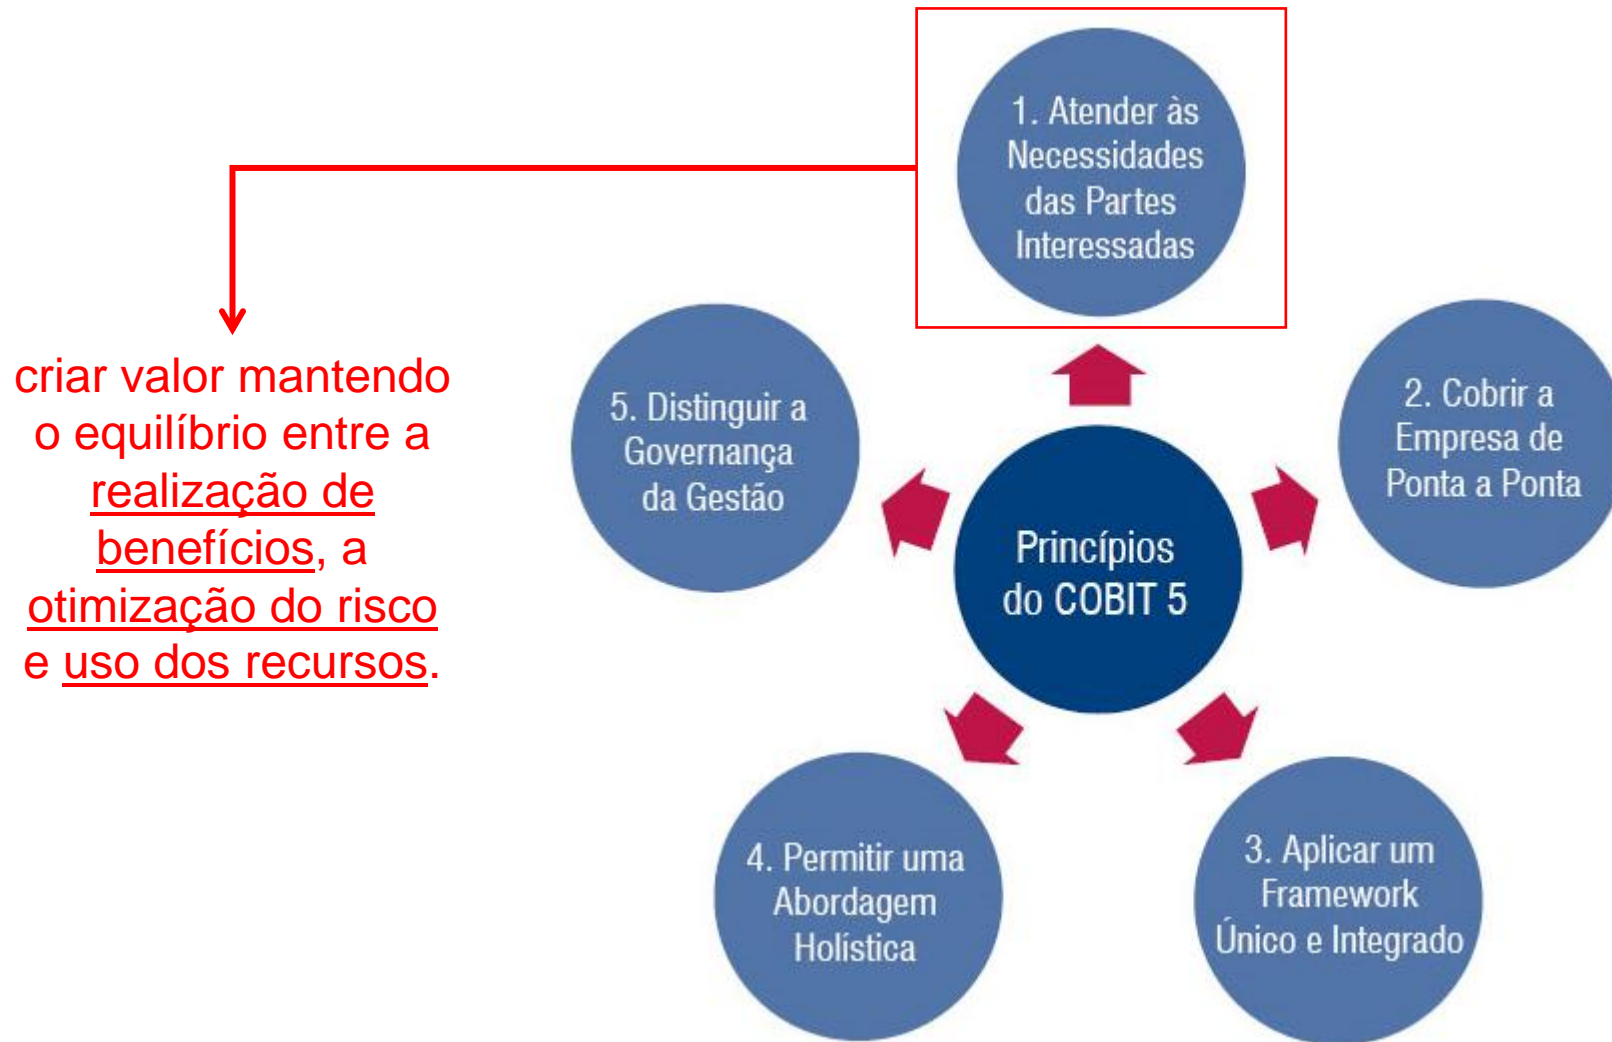 1. Atender às
Necessidades
das Partes
Interessadas
criar valor mantendo
o equilíbrio entre a
realização de
benefícios, a
otimização do risco
e uso dos recursos.
5. Distinguir a
Governança
da Gestão
2. Cobrir a
Empresa de
Ponta a Ponta
Princípios
do COBIT 5
4. Permitir uma
Abordagem
Holística
3. Aplicar um
Framework
Único e Integrado